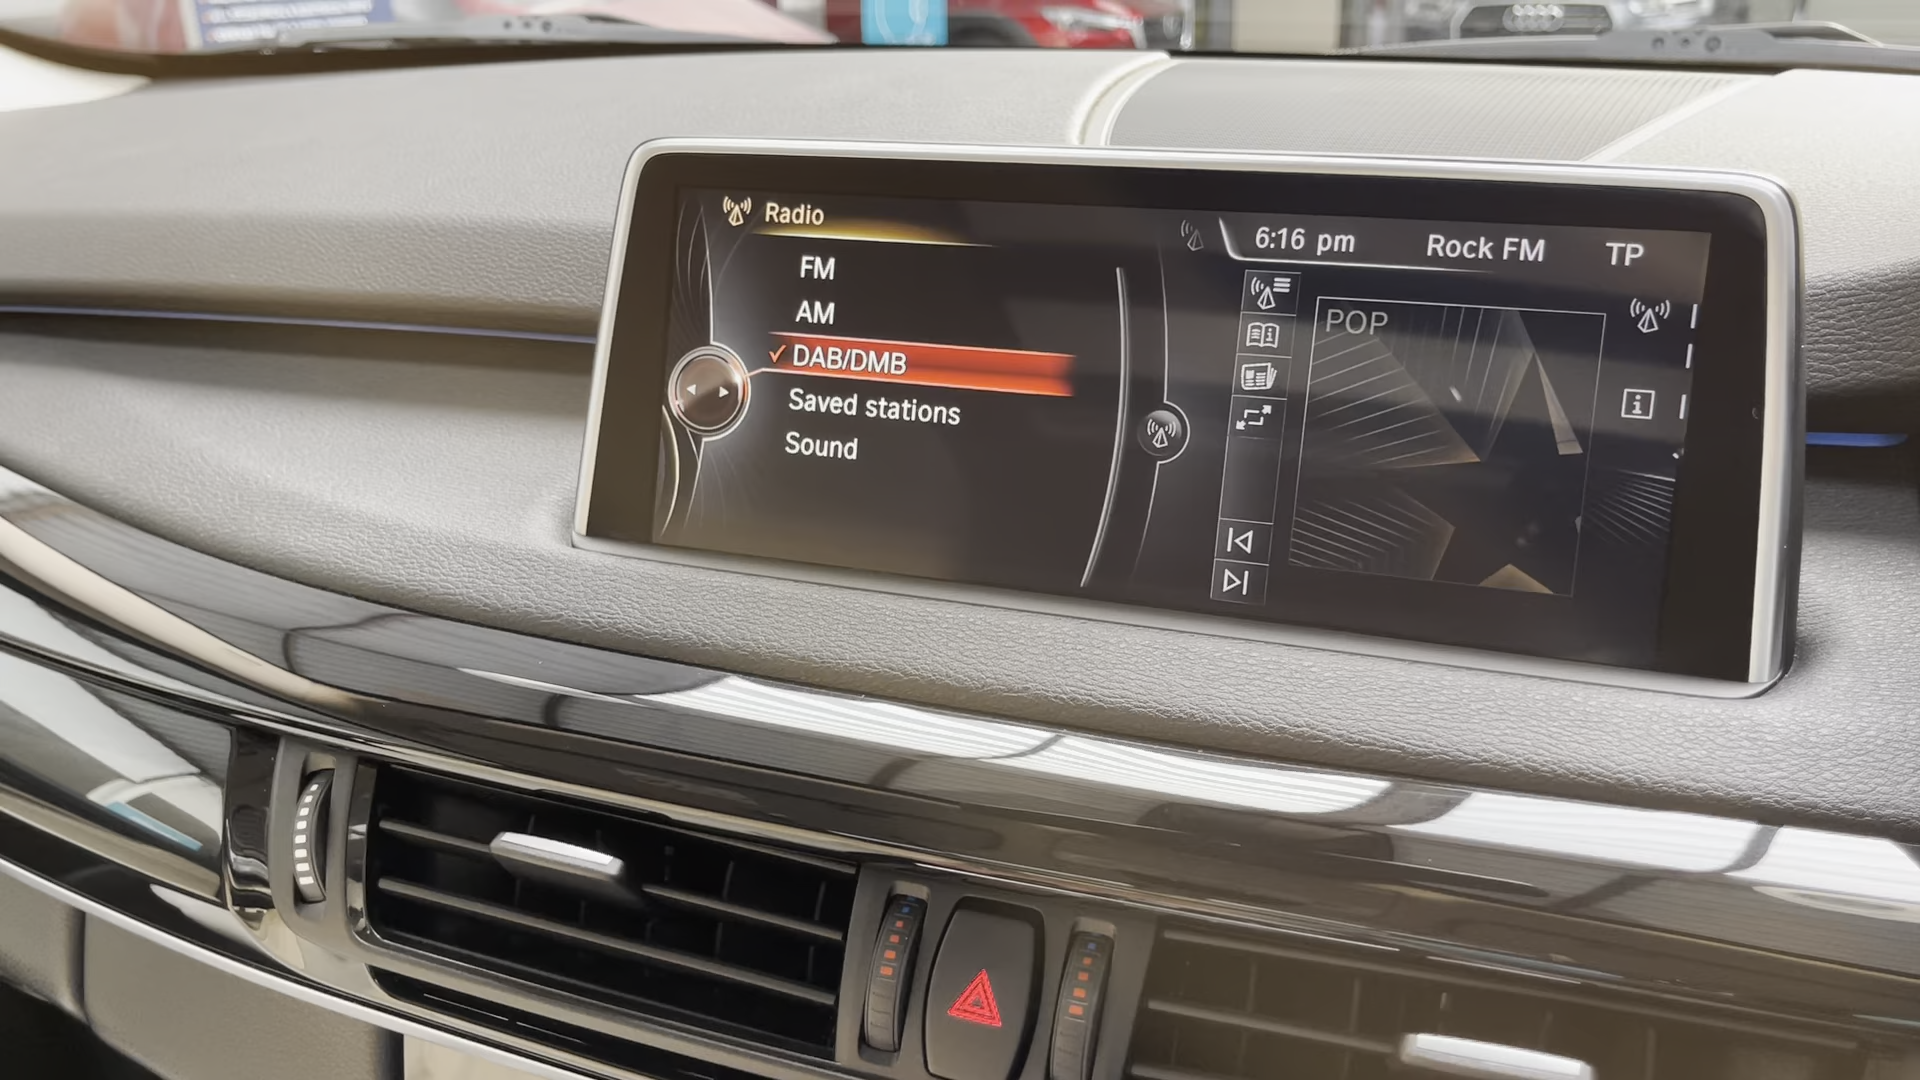 Radio
FM
AM
DAB/DMB
Saved stations
Sound
6:16 pm
Rock FM
TP
POP